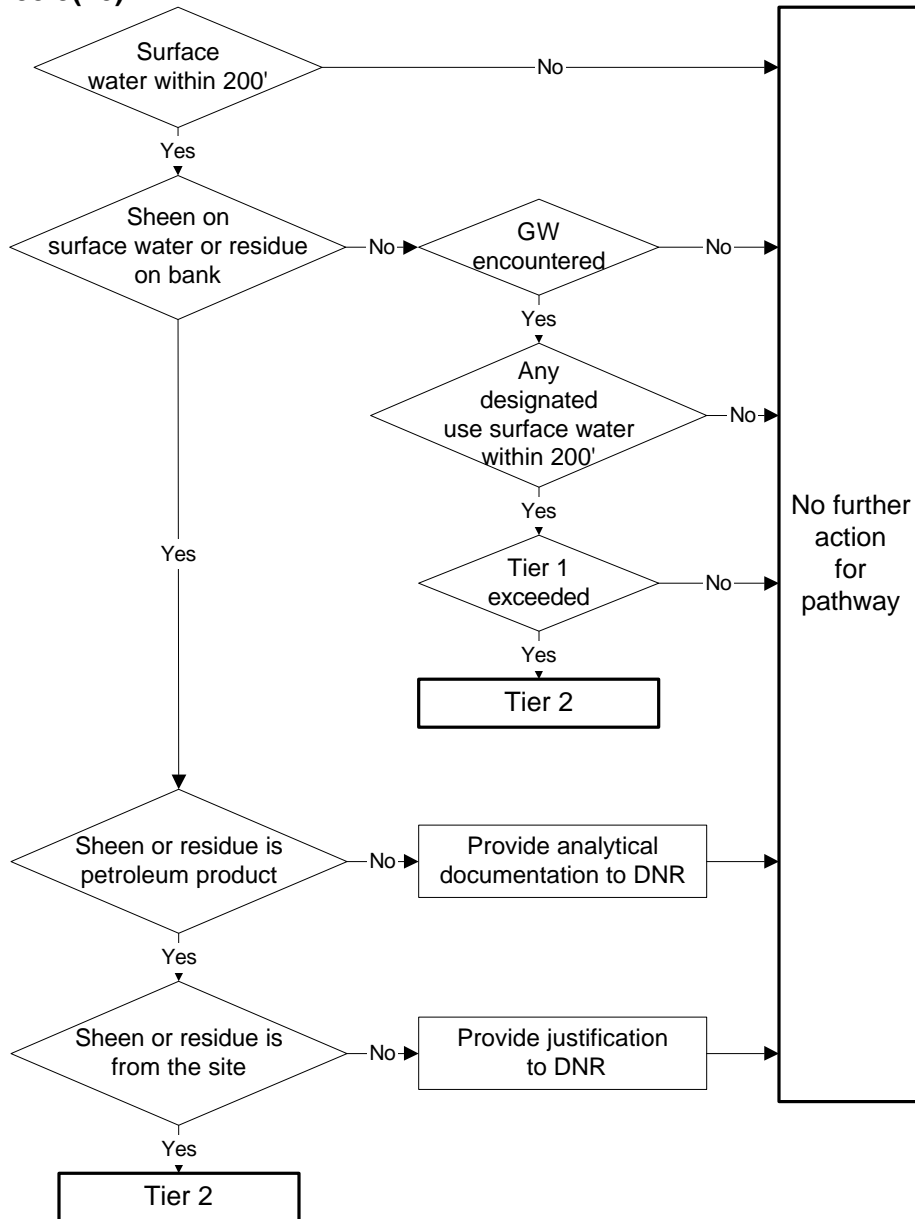 Surface
water within 200'
No
Yes
Sheen on
surface water or residue
on bank
No
GW
encountered
No
Yes
Any
designated
use surface water
within 200'
No
Yes
Yes
Tier 1
exceeded
No
No further
action
for
pathway
Yes
Tier 2
Sheen or residue is
petroleum product
No
Provide analytical
documentation to DNR
Yes
Sheen or residue is
from the site
No
Provide justification
to DNR
Yes
Tier 2